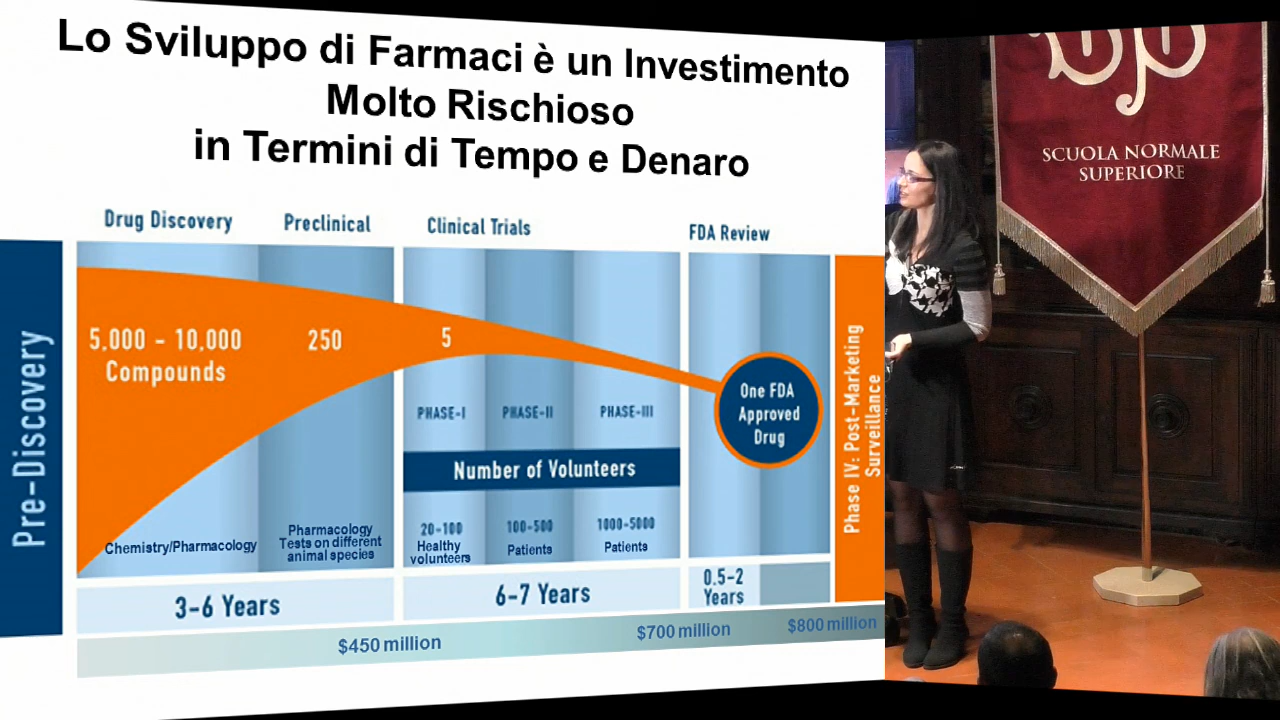 Lo Sviluppo di Farmaci è un Investimento
Molto Rischioso
in Termini di Tempo e Denaro
Drug Discovery
Preclinical
Clinical Trials
FDA Review
Pre-Discovery
5,000 - 10,000
Compounds
250
5
PHASE-I
PHASE-II
PHASE-III
One FDA
Approved
Drug
Number of Volunteers
Chemistry/Pharmacology
Pharmacology
Tests on different
animal species
20-100
Healthy
volunteers
100-500
Patients
1000-5000
Patients
Phase IV: Post-Marketing
Surveillance
3-6 Years
6-7 Years
0.5-2
Years
$450 million
$700 million
$800 million
SCUOLA NORMALE
SUPERIORE